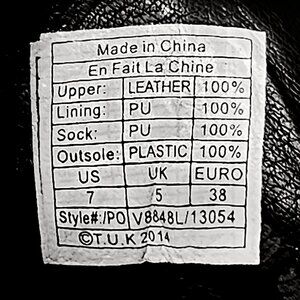 Made in China
En Fait La Chine
Upper: LEATHER 100%
Lining: PU 100%
Sock: PU 100%
Outsole: PLASTIC 100%
US UK EURO
7 5 38
Style#:/PO V8848L/13054
©T.U.K 2014